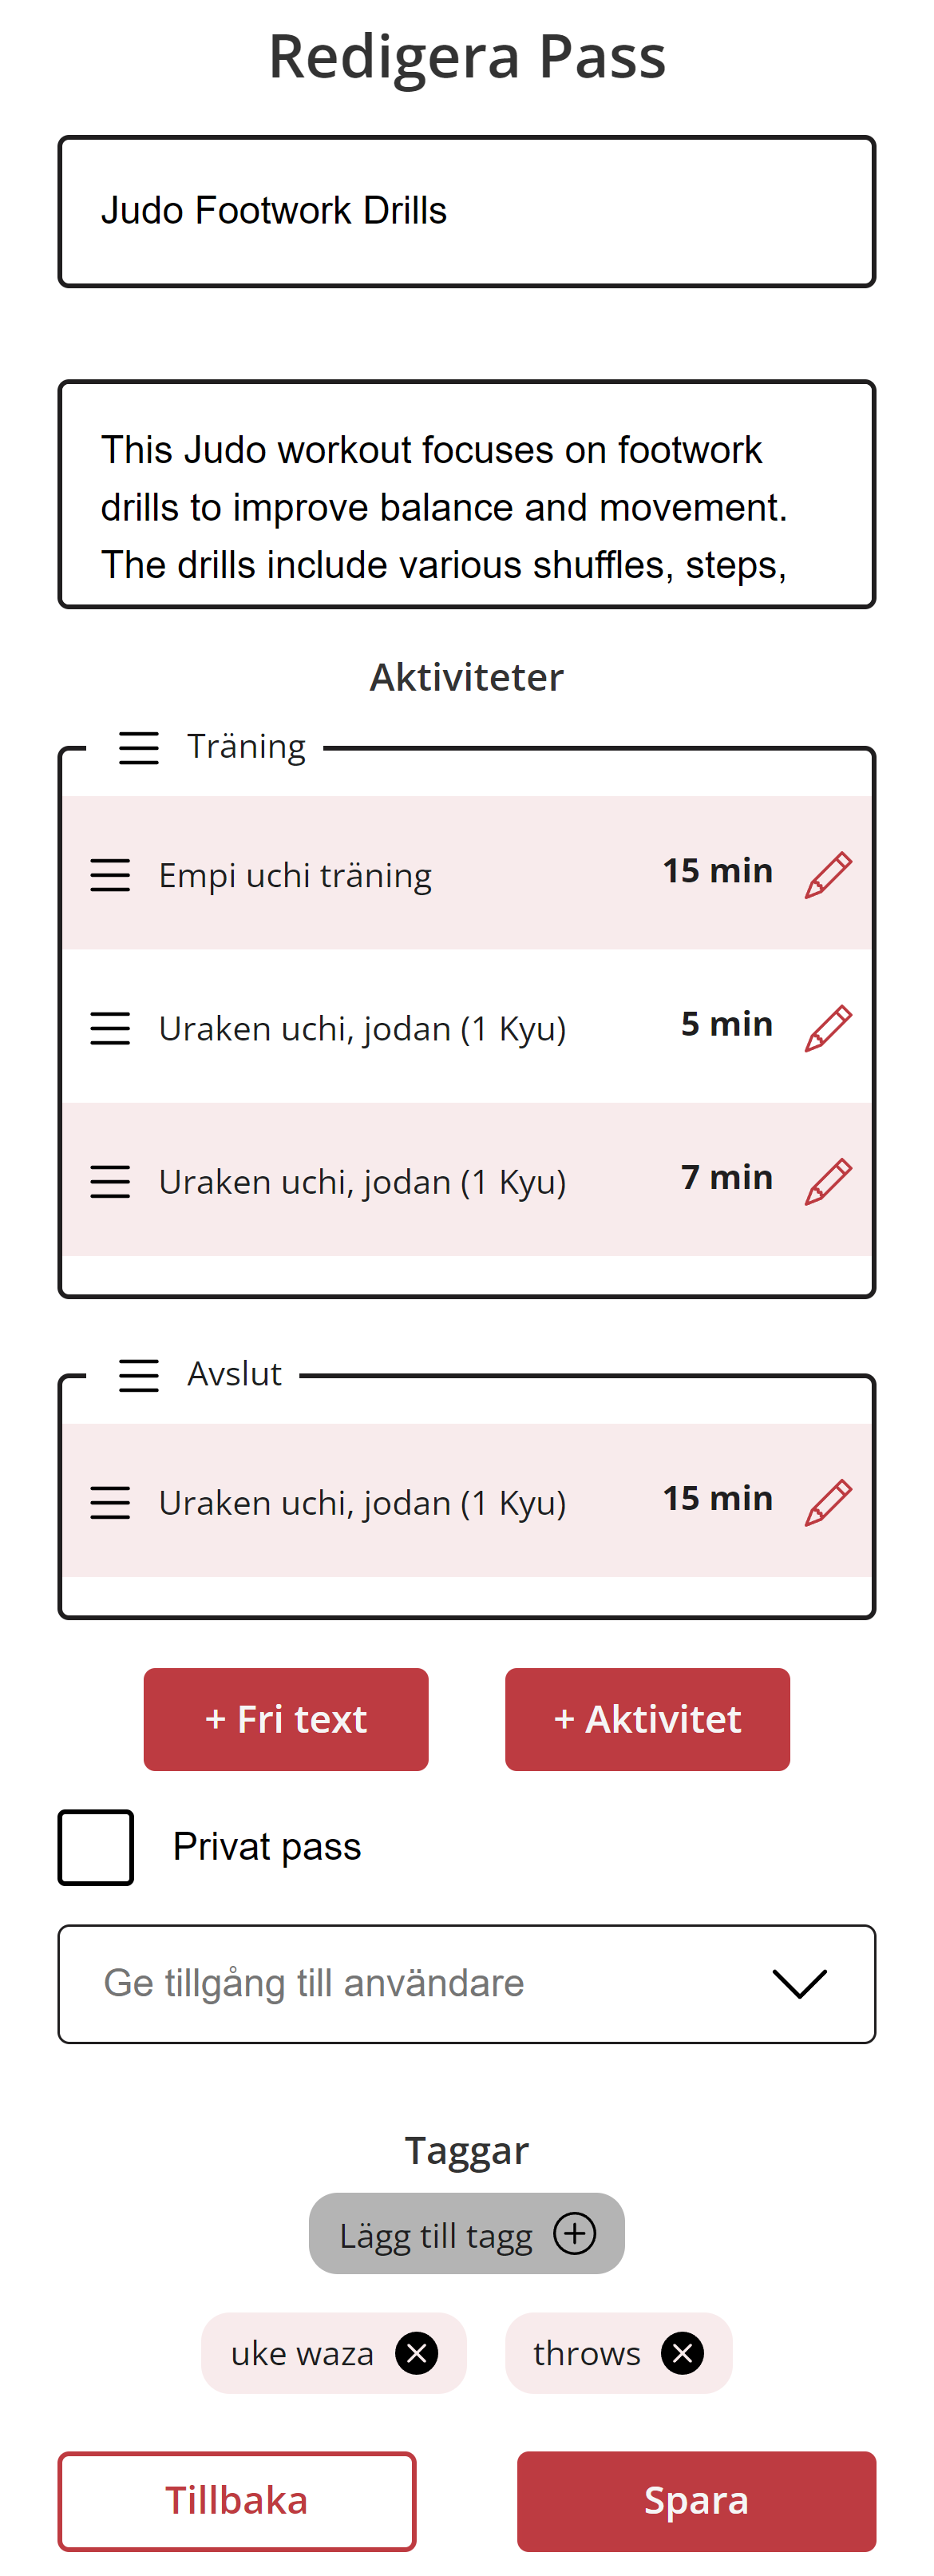 Redigera Pass
Judo Footwork Drills
This Judo workout focuses on footwork
drills to improve balance and movement.
The drills include various shuffles, steps,
Aktiviteter
Träning
Empi uchi träning 15 min
Uraken uchi, jodan (1 Kyu) 5 min
Uraken uchi, jodan (1 Kyu) 7 min
Avslut
Uraken uchi, jodan (1 Kyu) 15 min
+ Fri text + Aktivitet
Privat pass
Ge tillgång till användare
Taggar
Lägg till tagg
uke waza throws
Tillbaka Spara